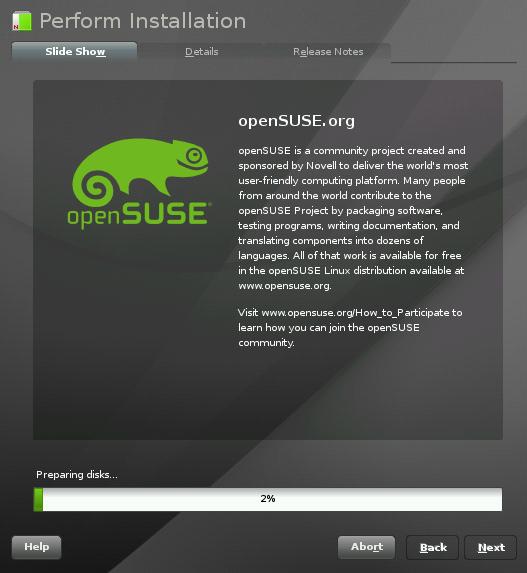 Perform Installation
Slide Show
Details
Release Notes
openSUSE.org
openSUSE is a community project created and
sponsored by Novell to deliver the world's most
user-friendly computing platform. Many people
from around the world contribute to the
openSUSE Project by packaging software,
testing programs, writing documentation, and
translating components into dozens of
languages. All of that work is available for free
in the openSUSE Linux distribution available at
www.opensuse.org.
Visit www.opensuse.org/How_to_Participate to
learn how you can join the openSUSE
community.
openSUSE®
Preparing disks...
2%
Help
Abort
Back
Next